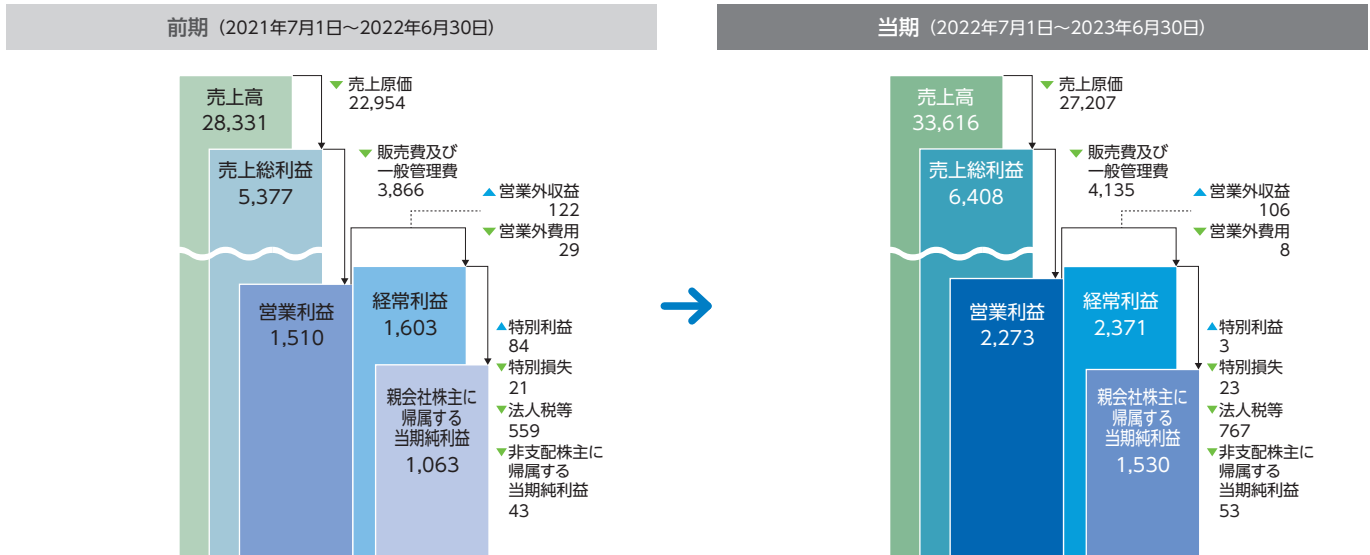 前期（2021年7月1日～2022年6月30日）
売上高
28,331
▼売上原価
22,954
売上総利益
5,377
▼販売費及び
一般管理費
3,866
▲営業外収益
122
▼営業外費用
29
営業利益
1,510
経常利益
1,603
▲特別利益
84
▼特別損失
21
▼法人税等
559
▼非支配株主に
帰属する
当期純利益
43
親会社株主に
帰属する
当期純利益
1,063
当期（2022年7月1日～2023年6月30日）
売上高
33,616
▼売上原価
27,207
売上総利益
6,408
▼販売費及び
一般管理費
4,135
▲営業外収益
106
▼営業外費用
8
営業利益
2,273
経常利益
2,371
▲特別利益
3
▼特別損失
23
▼法人税等
767
▼非支配株主に
帰属する
当期純利益
53
親会社株主に
帰属する
当期純利益
1,530